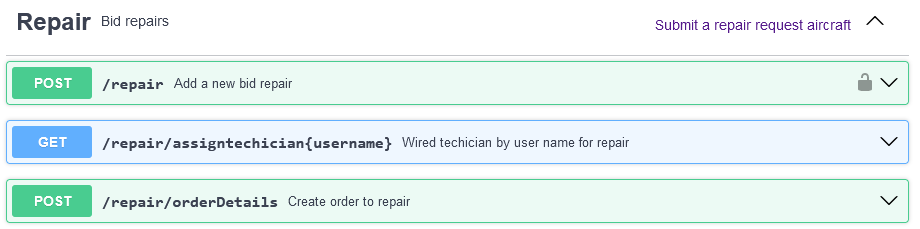 Repair Bid repairs Submit a repair request aircraft
POST /repair Add a new bid repair
GET /repair/assigntechician{username} Wired techician by user name for repair
POST /repair/orderDetails Create order to repair